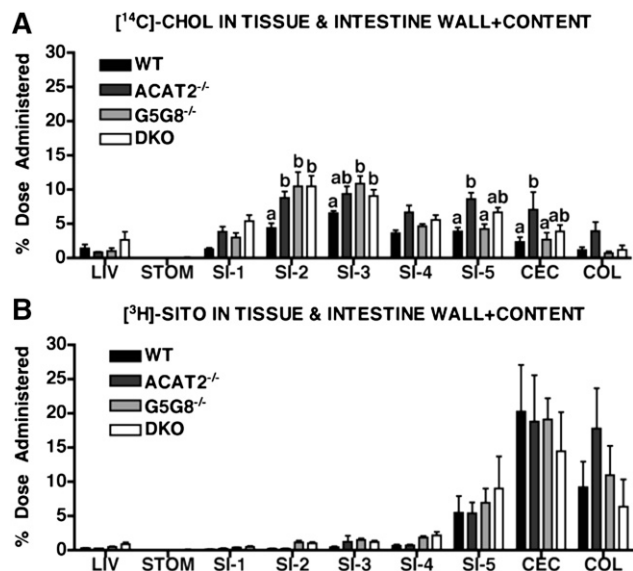 A
[¹⁴C]-CHOL IN TISSUE & INTESTINE WALL+CONTENT
% Dose Administered
30
25
20
15
10
5
0
WT
ACAT2⁻/⁻
G5G8⁻/⁻
DKO
a b b b
a ab b b
a b a ab
a b a ab
LIV STOM SI-1 SI-2 SI-3 SI-4 SI-5 CEC COL
B
[³H]-SITO IN TISSUE & INTESTINE WALL+CONTENT
% Dose Administered
30
25
20
15
10
5
0
WT
ACAT2⁻/⁻
G5G8⁻/⁻
DKO
LIV STOM SI-1 SI-2 SI-3 SI-4 SI-5 CEC COL